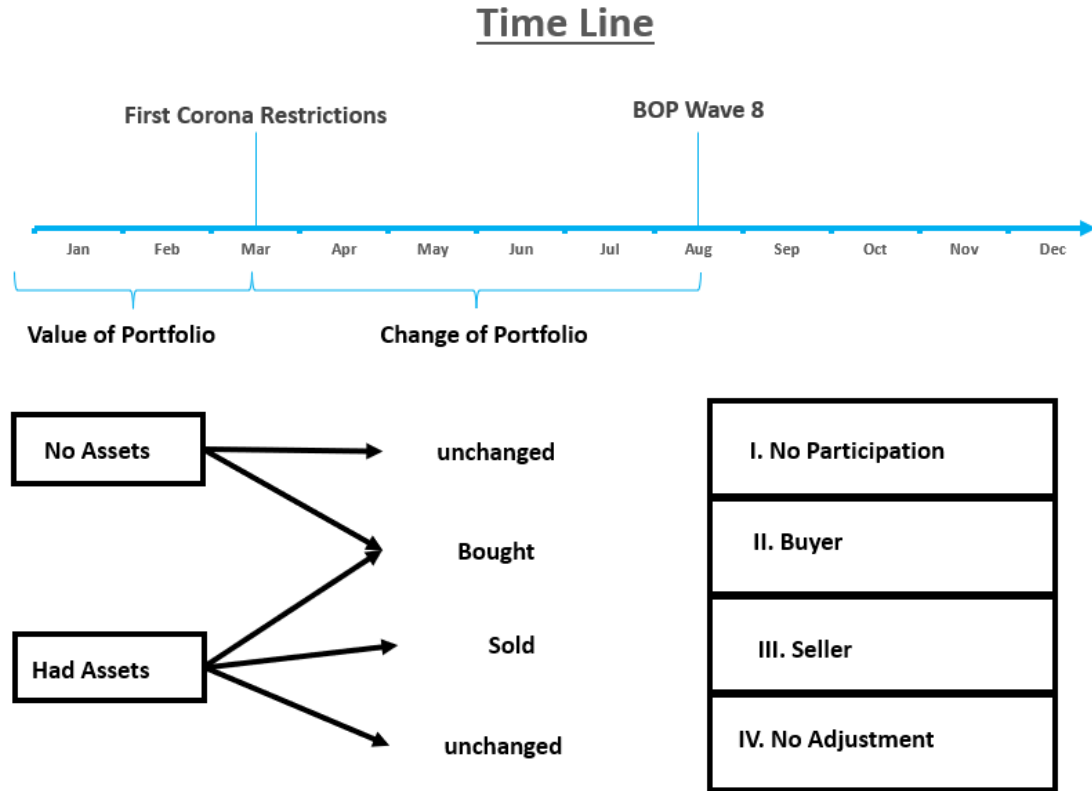 Time Line
First Corona Restrictions
BOP Wave 8
Jan Feb Mar Apr May Jun Jul Aug Sep Oct Nov Dec
Value of Portfolio
Change of Portfolio
No Assets
unchanged
I. No Participation
Bought
II. Buyer
Had Assets
Sold
III. Seller
unchanged
IV. No Adjustment